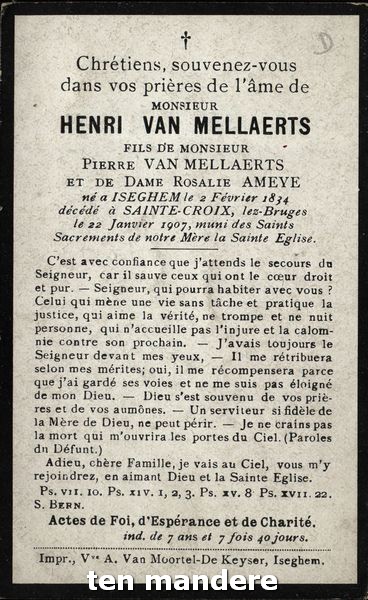 D
†
Chrétiens, souvenez-vous
dans vos prières de l'âme de
MONSIEUR
HENRI VAN MELLAERTS
FILS DE MONSIEUR
PIERRE VAN MELLAERTS
ET DE DAME ROSALIE AMEYE
né à ISEGHEM le 2 Février 1834
décédé à SAINTE-CROIX, lez-Bruges
le 22 Janvier 1907, muni des Saints
Sacrements de notre Mère la Sainte Eglise.
C'est avec confiance que j'attends le secours du
Seigneur, car il sauve ceux qui ont le cœur droit
et pur. — Seigneur, qui pourra habiter avec vous ?
Celui qui mène une vie sans tâche et pratique la
justice, qui aime la vérité, ne trompe et ne nuit
personne, qui n'accueille pas l'injure et la calom-
nie contre son prochain. — J'avais toujours le
Seigneur devant mes yeux, — Il me rétribuera
selon mes mérites; oui, il me récompensera parce
que j'ai gardé ses voies et ne me suis pas éloigné
de mon Dieu. — Dieu s'est souvenu de vos priè-
res et de vos aumônes. — Un serviteur si fidèle de
la Mère de Dieu, ne peut périr. — Je ne crains pas
la mort qui m'ouvrira les portes du Ciel. (Paroles
du Défunt.)
Adieu, chère Famille, je vais au Ciel, vous m'y
rejoindrez, en aimant Dieu et la Sainte Eglise.
Ps. VII. 10. Ps. XIV. 1, 2, 3. Ps. XV. 8 Ps. XVII. 22.
S. BERN.
Actes de Foi, d'Espérance et de Charité.
ind. de 7 ans et 7 fois 40 jours.
Impr., Vve A. Van Moortel-De Keyser, Iseghem.
ten mandere